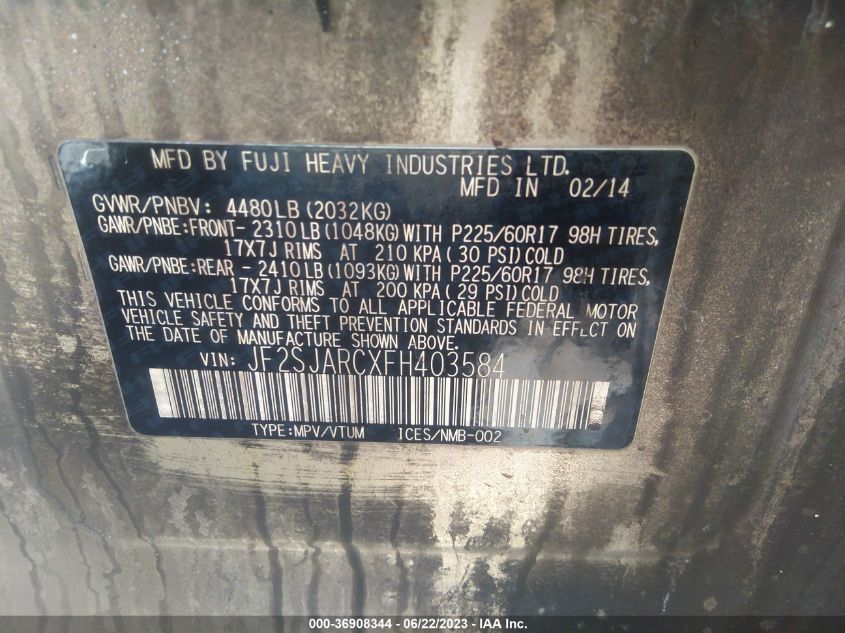 MFD BY FUJI HEAVY INDUSTRIES LTD.
MFD IN 02/14
GVWR/PNBV: 4480LB(2032KG)
GAWR/PNBE:FRONT- 2310LB(1048KG)WITH P225/60R17 98H TIRES,
17X7J RIMS AT 210 KPA(30 PSI)COLD
GAWR/PNBE:REAR - 2410LB(1093KG)WITH P225/60R17 98H TIRES,
17X7J RIMS AT 200 KPA(29 PSI)COLD
THIS VEHICLE CONFORMS TO ALL APPLICABLE FEDERAL MOTOR
VEHICLE SAFETY AND THEFT PREVENTION STANDARDS IN EFFECT ON
THE DATE OF MANUFACTURE SHOWN ABOVE.
VIN: JF2SJARCXFH403584
TYPE:MPV/VTUM ICES/NMB-002
000-36908344 - 06/22/2023 - IAA Inc.